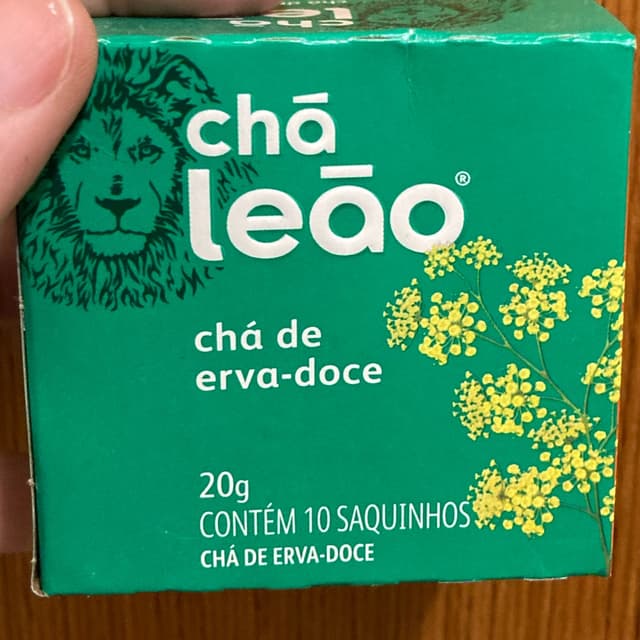 chá
leão®
chá de
erva-doce
20g
CONTÉM 10 SAQUINHOS
CHÁ DE ERVA-DOCE